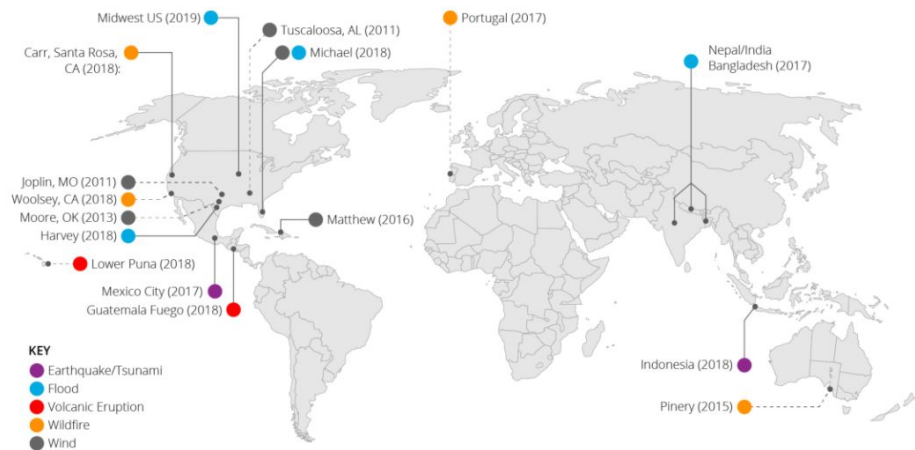 Midwest US (2019)
Tuscaloosa, AL (2011)
Michael (2018)
Carr, Santa Rosa,
CA (2018):
Portugal (2017)
Nepal/India
Bangladesh (2017)
Joplin, MO (2011)
Woolsey, CA (2018)
Moore, OK (2013)
Harvey (2018)
Matthew (2016)
Lower Puna (2018)
Mexico City (2017)
Guatemala Fuego (2018)
Indonesia (2018)
Pinery (2015)
KEY
Earthquake/Tsunami
Flood
Volcanic Eruption
Wildfire
Wind